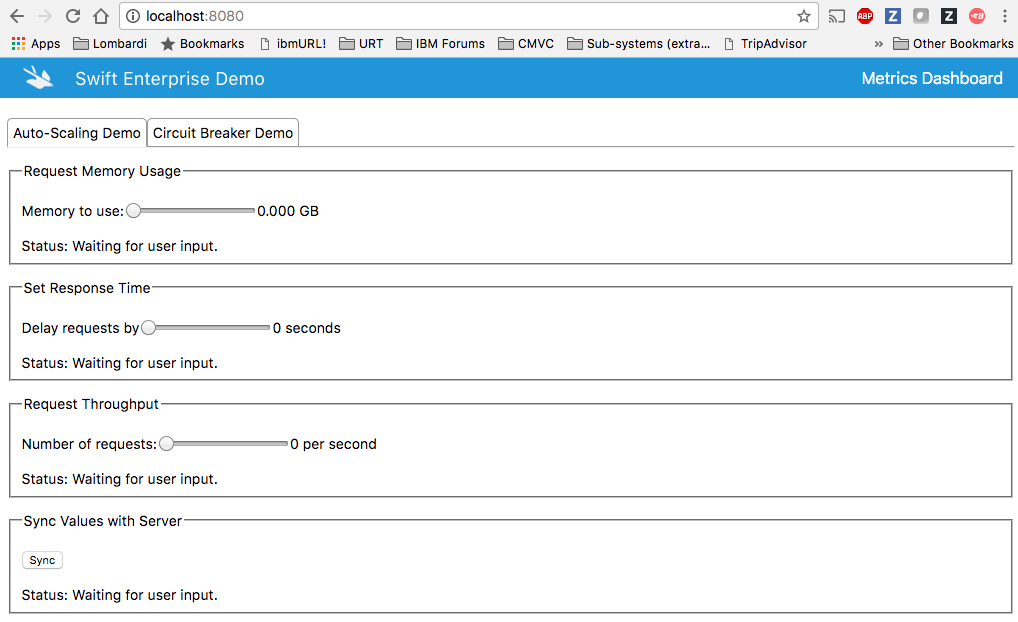 localhost:8080
ABP Z Z
Apps Lombardi Bookmarks ibmURL! URT IBM Forums CMVC Sub-systems (extra... TripAdvisor » Other Bookmarks
Swift Enterprise Demo Metrics Dashboard
Auto-Scaling Demo Circuit Breaker Demo
Request Memory Usage
Memory to use: 0.000 GB
Status: Waiting for user input.
Set Response Time
Delay requests by 0 seconds
Status: Waiting for user input.
Request Throughput
Number of requests: 0 per second
Status: Waiting for user input.
Sync Values with Server
Sync
Status: Waiting for user input.